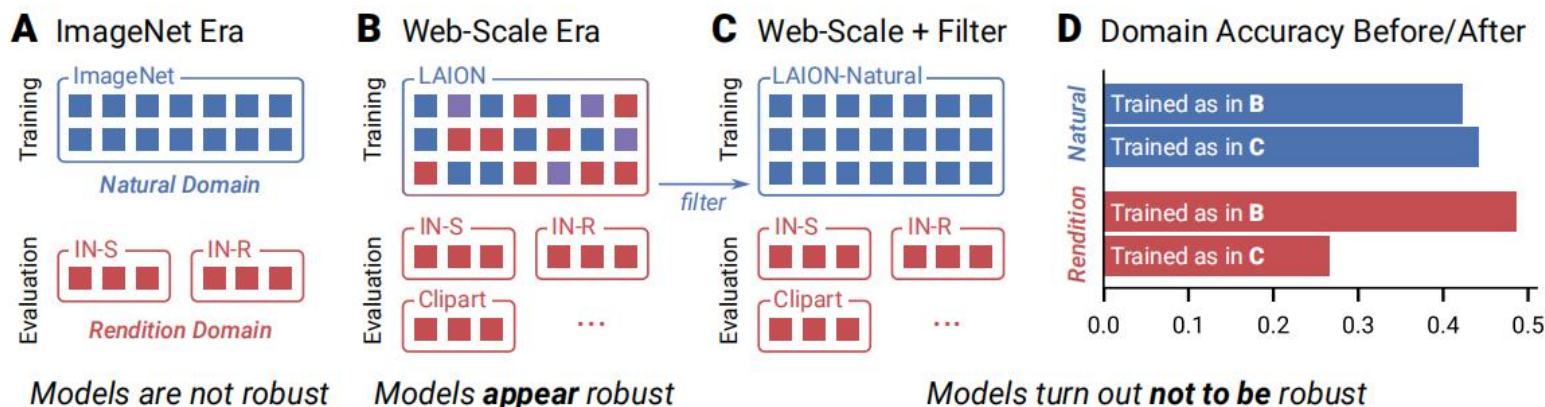 A ImageNet Era
Training
ImageNet
Natural Domain
Evaluation
IN-S
IN-R
Rendition Domain
Models are not robust
B Web-Scale Era
Training
LAION
filter
Evaluation
IN-S
IN-R
Clipart
...
Models appear robust
C Web-Scale + Filter
Training
LAION-Natural
Evaluation
IN-S
IN-R
Clipart
...
D Domain Accuracy Before/After
Natural
Trained as in B
Trained as in C
Rendition
Trained as in B
Trained as in C
0.0 0.1 0.2 0.3 0.4 0.5
Models turn out not to be robust